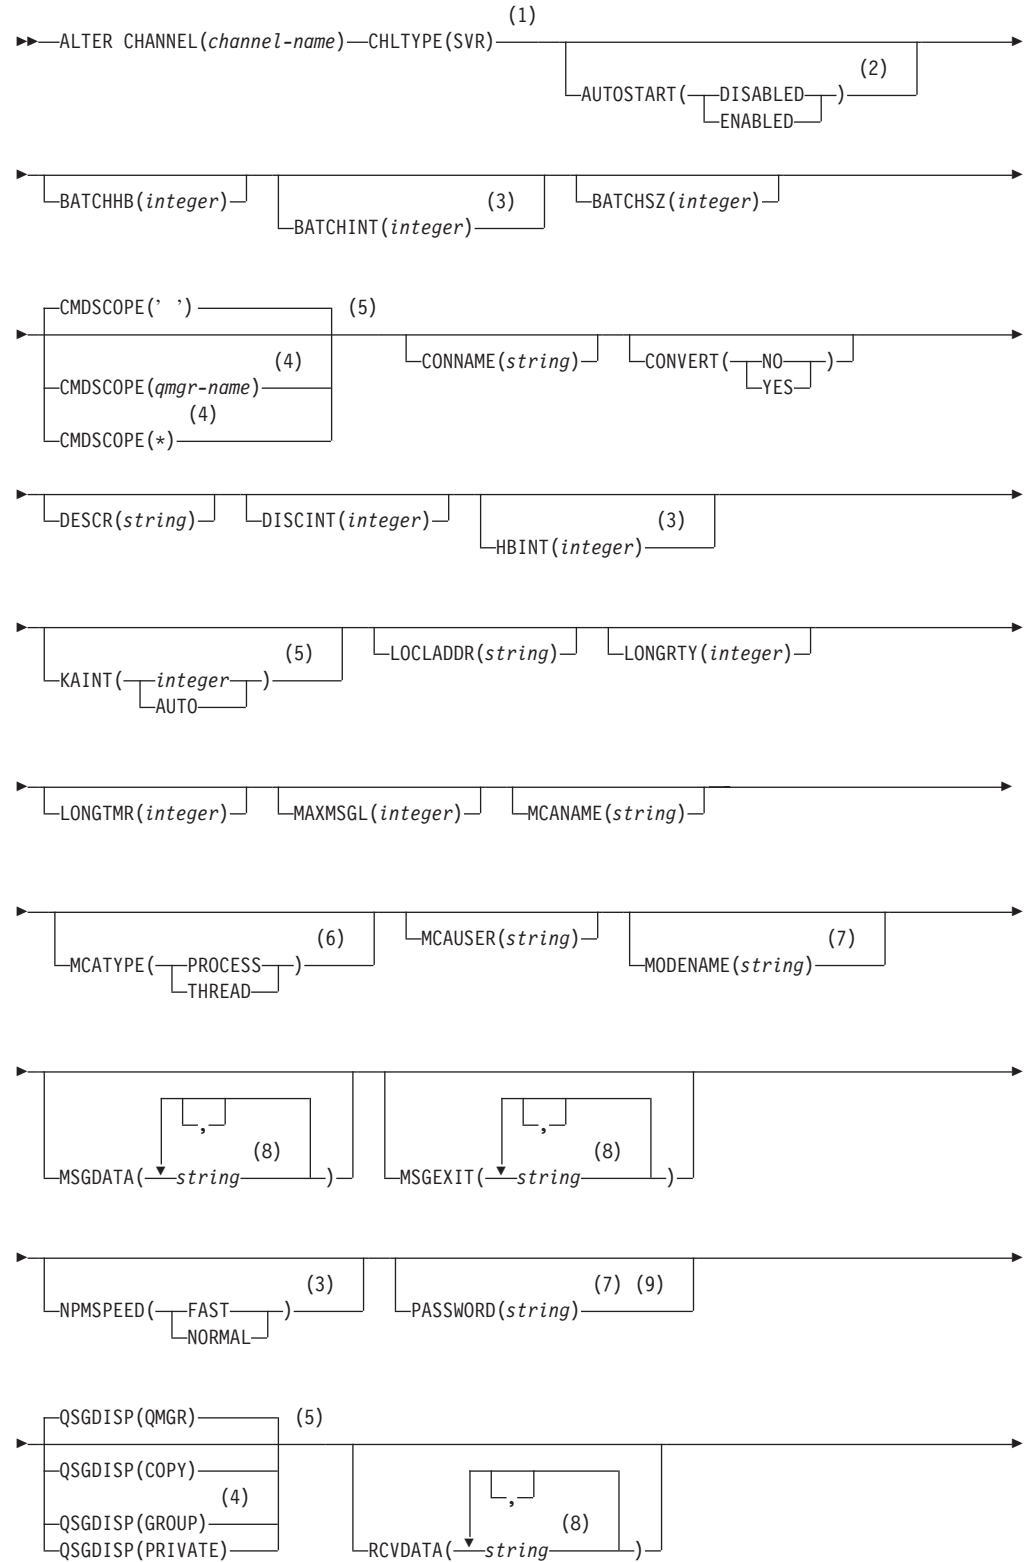 (1)
ALTER CHANNEL(channel-name) CHLTYPE(SVR)
(2)
AUTOSTART( DISABLED )
ENABLED
BATCHHB(integer) (3) BATCHSZ(integer)
BATCHINT(integer)
CMDSCOPE(’ ’) (5)
CONNAME(string) CONVERT( NO )
YES
(4)
CMDSCOPE(qmgr-name)
(4)
CMDSCOPE(*)
DESCR(string) DISCINT(integer) (3)
HBINT(integer)
(5) LOCLADDR(string) LONGRTY(integer)
KAINT( integer )
AUTO
LONGTMR(integer) MAXMSGL(integer) MCANAME(string)
(6) MCAUSER(string) (7)
MCATYPE( PROCESS ) MODENAME(string)
THREAD
, ,
(8) (8)
MSGDATA( string ) MSGEXIT( string )
(3) (7) (9)
NPMSPEED( FAST ) PASSWORD(string)
NORMAL
QSGDISP(QMGR) (5)
QSGDISP(COPY)
,
(4)
QSGDISP(GROUP) (8)
QSGDISP(PRIVATE) RCVDATA( string )